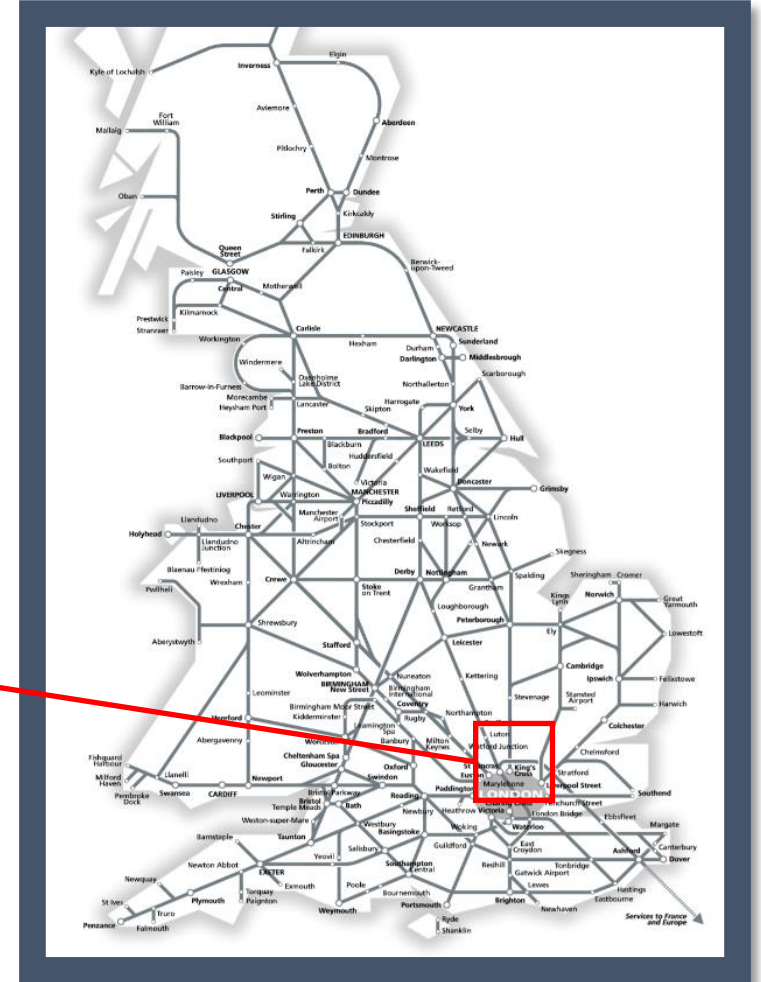 Elgin
Inverness
Kyle of Lochalsh
Aviemore
Fort
William
Aberdeen
Mallaig
Pitlochry
Montrose
Perth
Dundee
Oban
Kirkcaldy
Stirling
EDINBURGH
Queen
Street
Falkirk
Berwick-
upon-Tweed
Paisley
GLASGOW
Central
Motherwell
Kilmarnock
Prestwick
Stranraer
Carlisle
NEWCASTLE
Workington
Hexham
Sunderland
Durham
Darlington
Middlesbrough
Windermere
Scarborough
Oxenholme
Lake District
Northallerton
Barrow-in-Furness
Morecambe
Heysham Port
Lancaster
Harrogate
Skipton
York
Preston
Bradford
Selby
Blackpool
Blackburn
LEEDS
Hull
Huddersfield
Southport
Bolton
Wakefield
Wigan
Victoria
Doncaster
MANCHESTER
LIVERPOOL
Warrington
Piccadilly
Grimsby
Manchester
Airport
Sheffield
Retford
Llandudno
Chester
Stockport
Worksop
Lincoln
Holyhead
Llandudno
Junction
Altrincham
Chesterfield
Newark
Skegness
Blaenau Ffestiniog
Derby
Nottingham
Spalding
Sheringham
Cromer
Pwllheli
Wrexham
Crewe
Stoke
on Trent
Grantham
Kings
Lynn
Norwich
Great
Yarmouth
Loughborough
Shrewsbury
Peterborough
Ely
Lowestoft
Aberystwyth
Stafford
Leicester
Cambridge
Wolverhampton
Nuneaton
Kettering
BIRMINGHAM
New Street
Birmingham
International
Ipswich
Felixstowe
Leominster
Stevenage
Stansted
Airport
Birmingham Moor Street
Coventry
Harwich
Kidderminster
Rugby
Northampton
Hereford
Leamington
Spa
Colchester
Abergavenny
Worcester
Banbury
Milton
Keynes
Luton
Watford Junction
Chelmsford
Fishguard
Harbour
Cheltenham Spa
Oxford
St Pancras
King's
Cross
Gloucester
Euston
Stratford
Milford
Haven
Llanelli
Newport
Swindon
Paddington
Marylebone
Liverpool Street
Pembroke
Dock
Swansea
CARDIFF
Bristol Parkway
Reading
LONDON
Southend
Bristol
Temple Meads
Bath
Newbury
Heathrow
Victoria
Charing Cross
Fenchurch Street
London Bridge
Ebbsfleet
Weston-super-Mare
Westbury
Woking
Waterloo
Margate
Barnstaple
Taunton
Basingstoke
Guildford
East
Croydon
Canterbury
Salisbury
Ashford
Dover
Newton Abbot
Yeovil
Southampton
Central
Redhill
Tonbridge
EXETER
Gatwick Airport
Newquay
Exmouth
Poole
Lewes
Hastings
Torquay
Paignton
Bournemouth
Eastbourne
St Ives
Plymouth
Weymouth
Portsmouth
Brighton
Newhaven
Truro
Ryde
Services to France
and Europe
Penzance
Falmouth
Shanklin